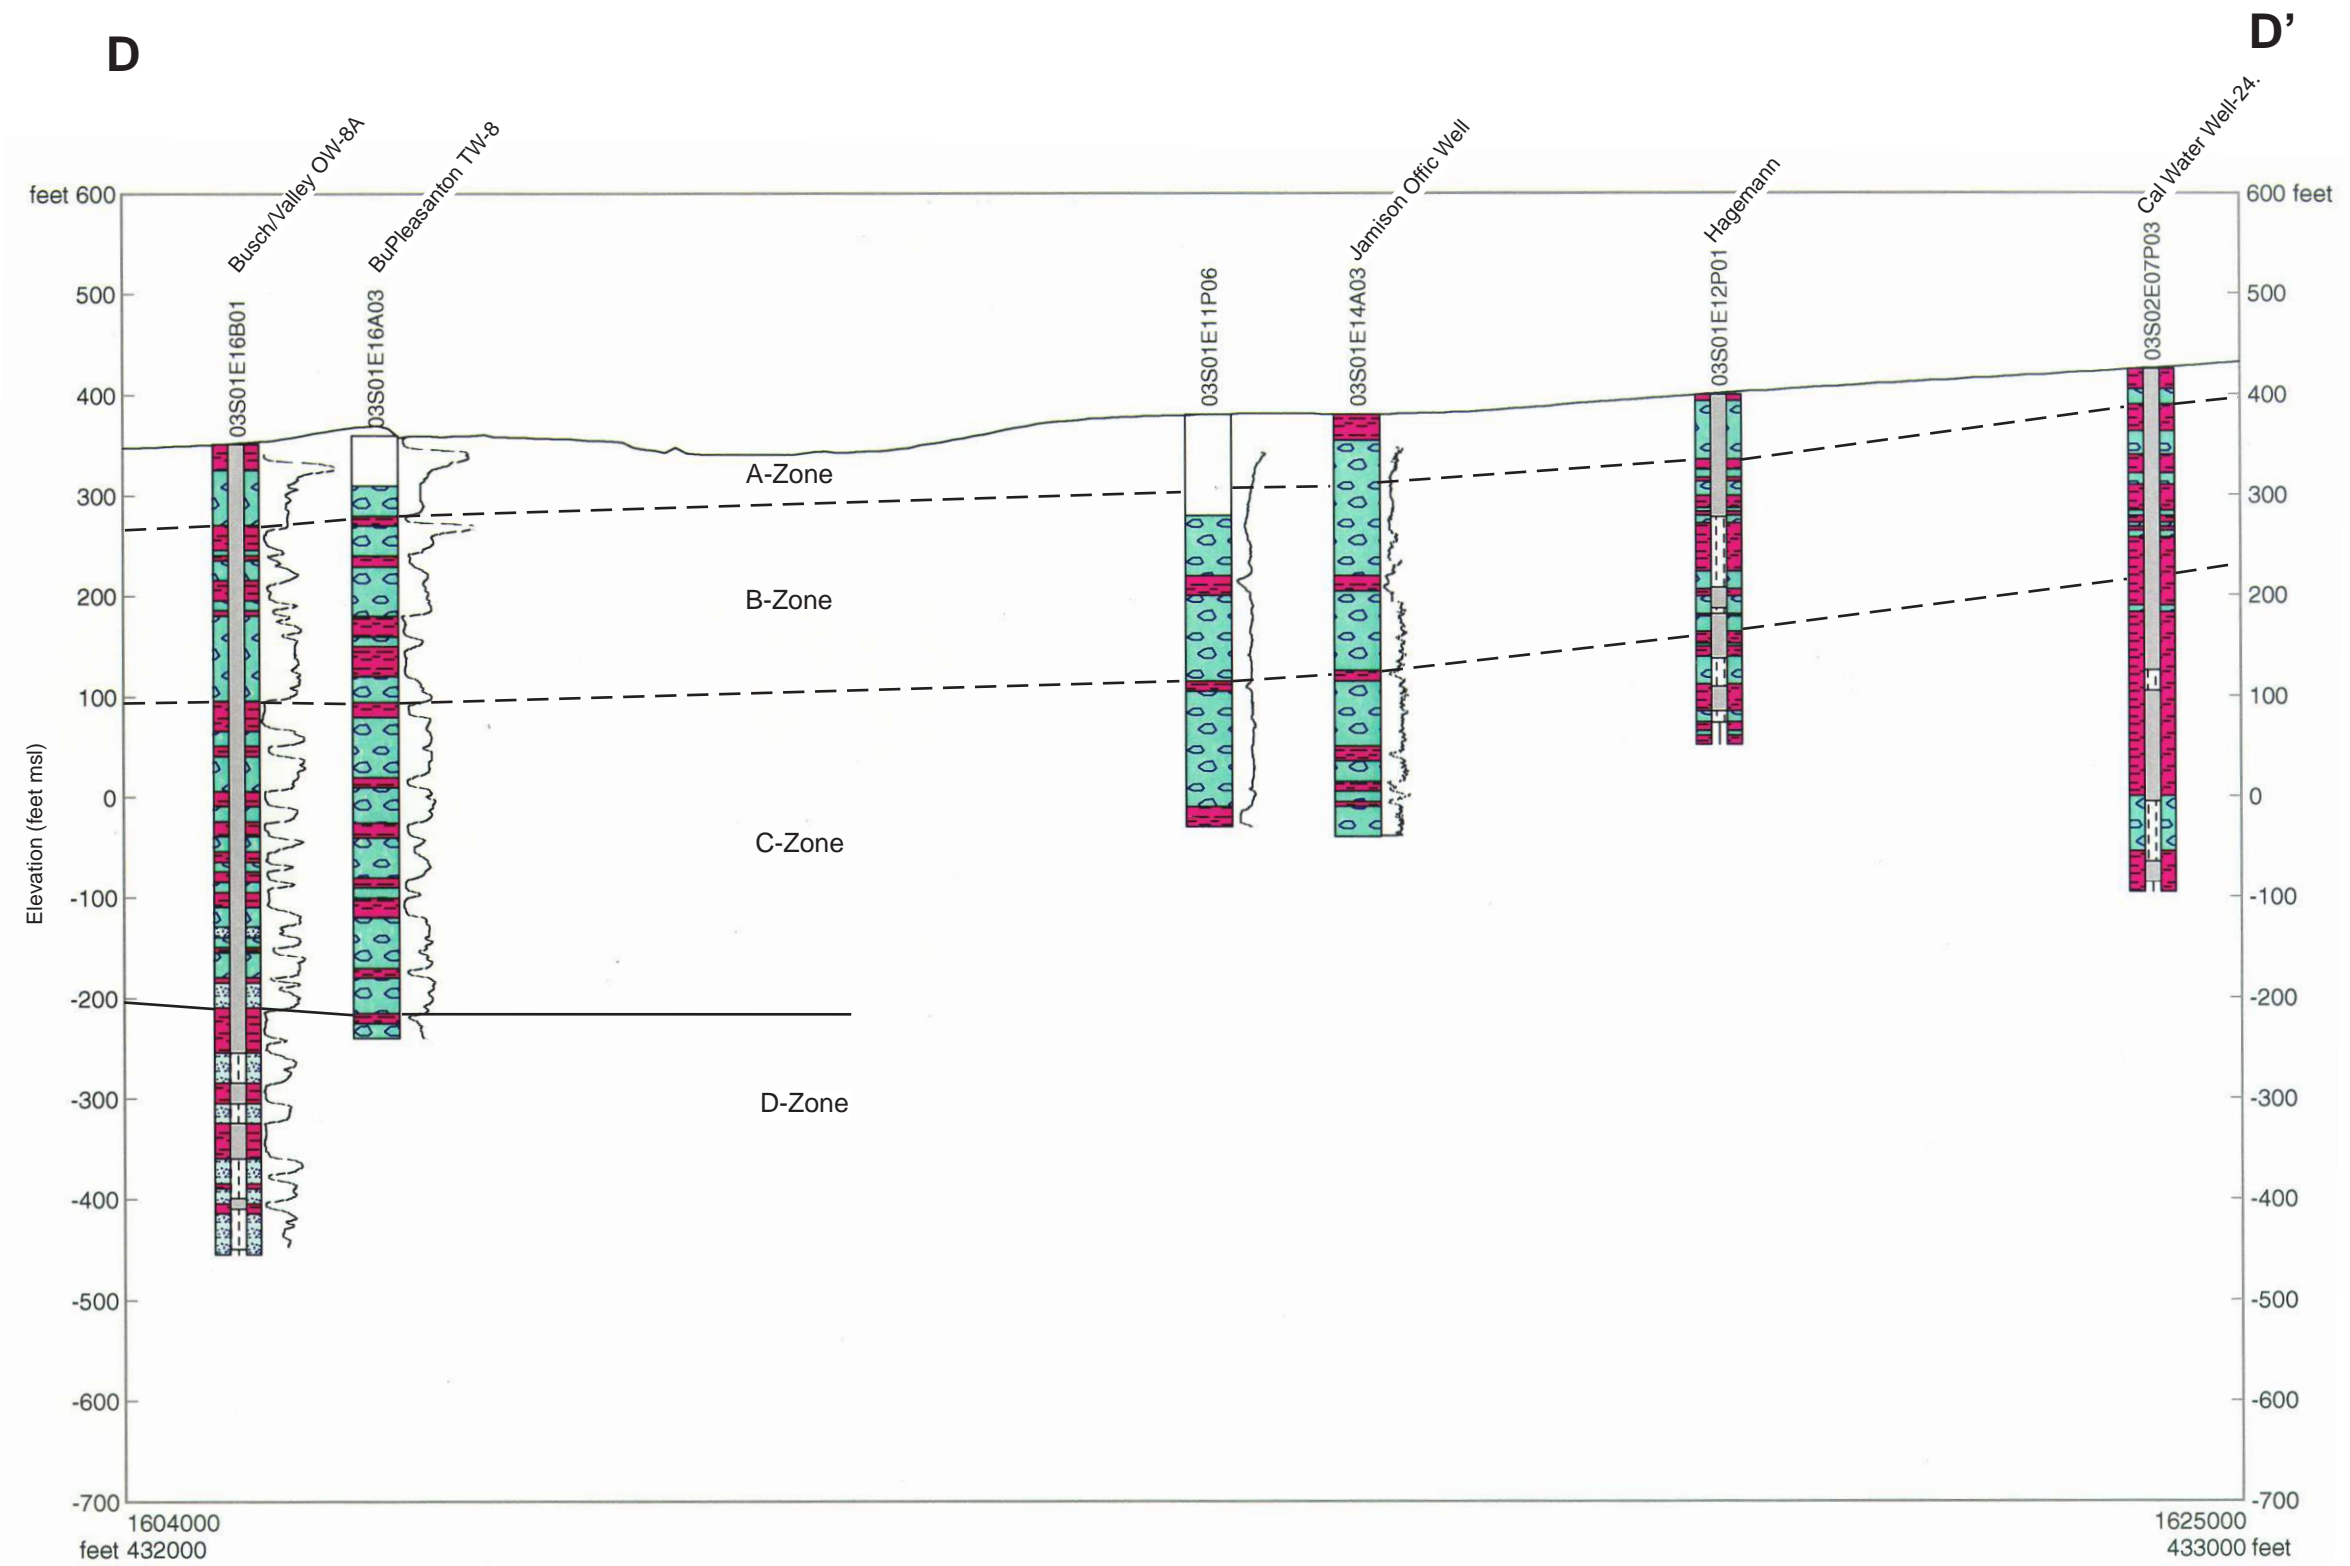 D
D’
Busch/Valley OW-8A
BuPleasanton TW-8
Jamison Offic Well
Hagemann
Cal Water Well-24.
03S01E16B01
03S01E16A03
03S01E11P06
03S01E14A03
03S01E12P01
03S02E07P03
feet 600
500
400
300
200
100
0
-100
-200
-300
-400
-500
-600
-700
600 feet
500
400
300
200
100
0
-100
-200
-300
-400
-500
-600
-700
Elevation (feet msl)
A-Zone
B-Zone
C-Zone
D-Zone
1604000
feet 432000
1625000
433000 feet